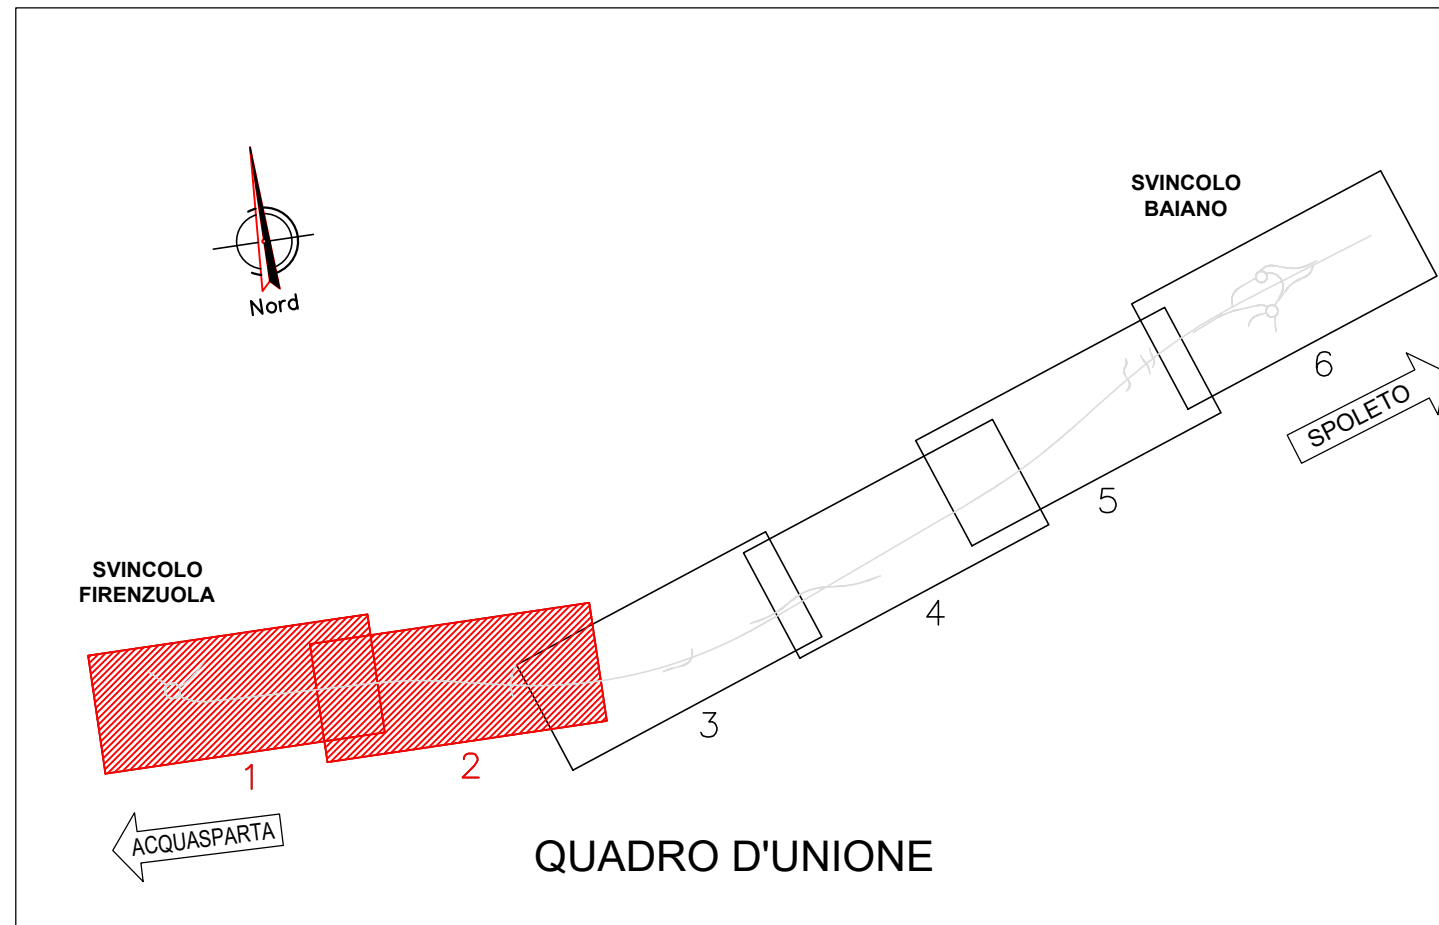 SVINCOLO
BAIANO
Nord
6
SPOLETO
5
SVINCOLO
FIRENZUOLA
4
3
2
1
ACQUASPARTA
QUADRO D'UNIONE